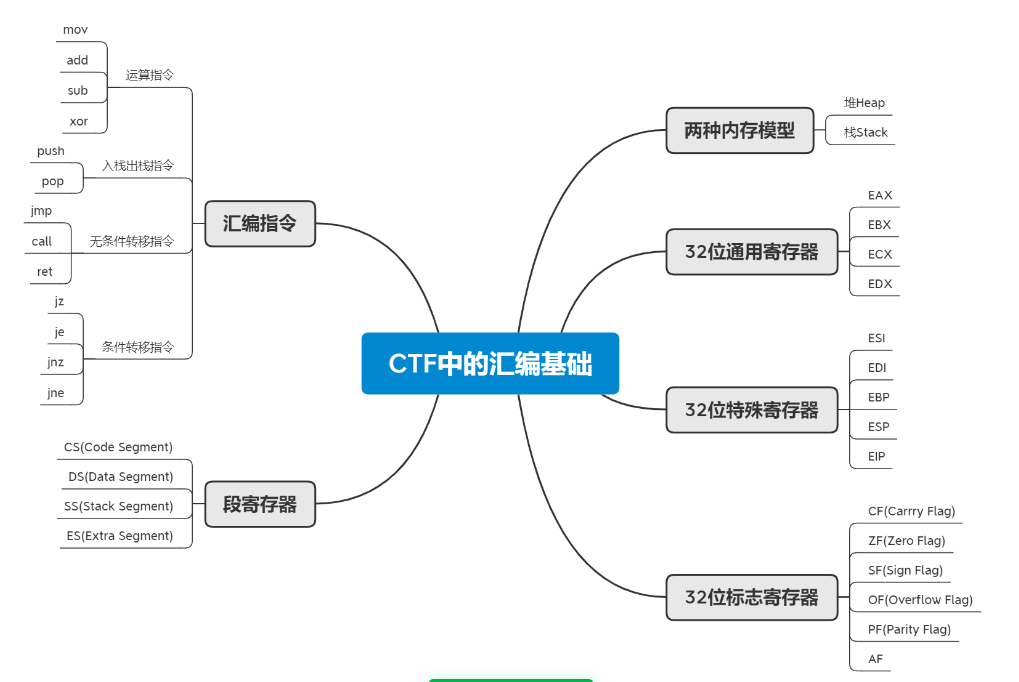 CTF中的汇编基础
两种内存模型
堆Heap
栈Stack
32位通用寄存器
EAX
EBX
ECX
EDX
32位特殊寄存器
ESI
EDI
EBP
ESP
EIP
32位标志寄存器
CF(Carrry Flag)
ZF(Zero Flag)
SF(Sign Flag)
OF(Overflow Flag)
PF(Parity Flag)
AF
汇编指令
运算指令
mov
add
sub
xor
入栈出栈指令
push
pop
无条件转移指令
jmp
call
ret
条件转移指令
jz
je
jnz
jne
段寄存器
CS(Code Segment)
DS(Data Segment)
SS(Stack Segment)
ES(Extra Segment)